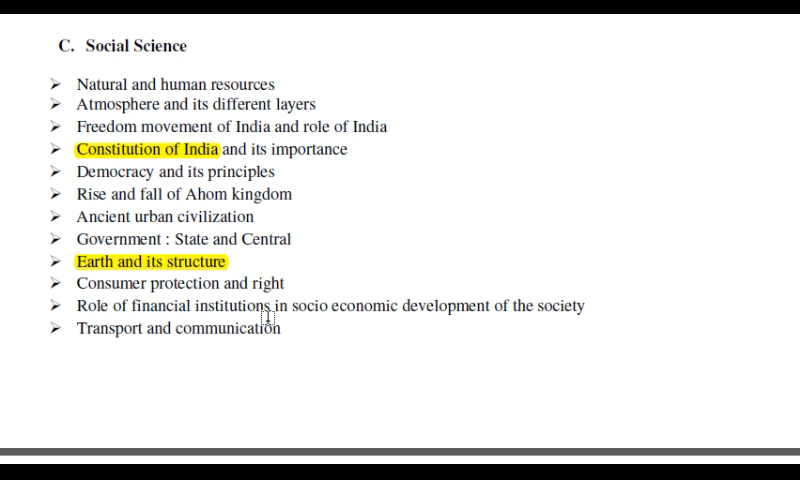 C. Social Science
➢ Natural and human resources
➢ Atmosphere and its different layers
➢ Freedom movement of India and role of India
➢ Constitution of India and its importance
➢ Democracy and its principles
➢ Rise and fall of Ahom kingdom
➢ Ancient urban civilization
➢ Government : State and Central
➢ Earth and its structure
➢ Consumer protection and right
➢ Role of financial institutions in socio economic development of the society
➢ Transport and communication